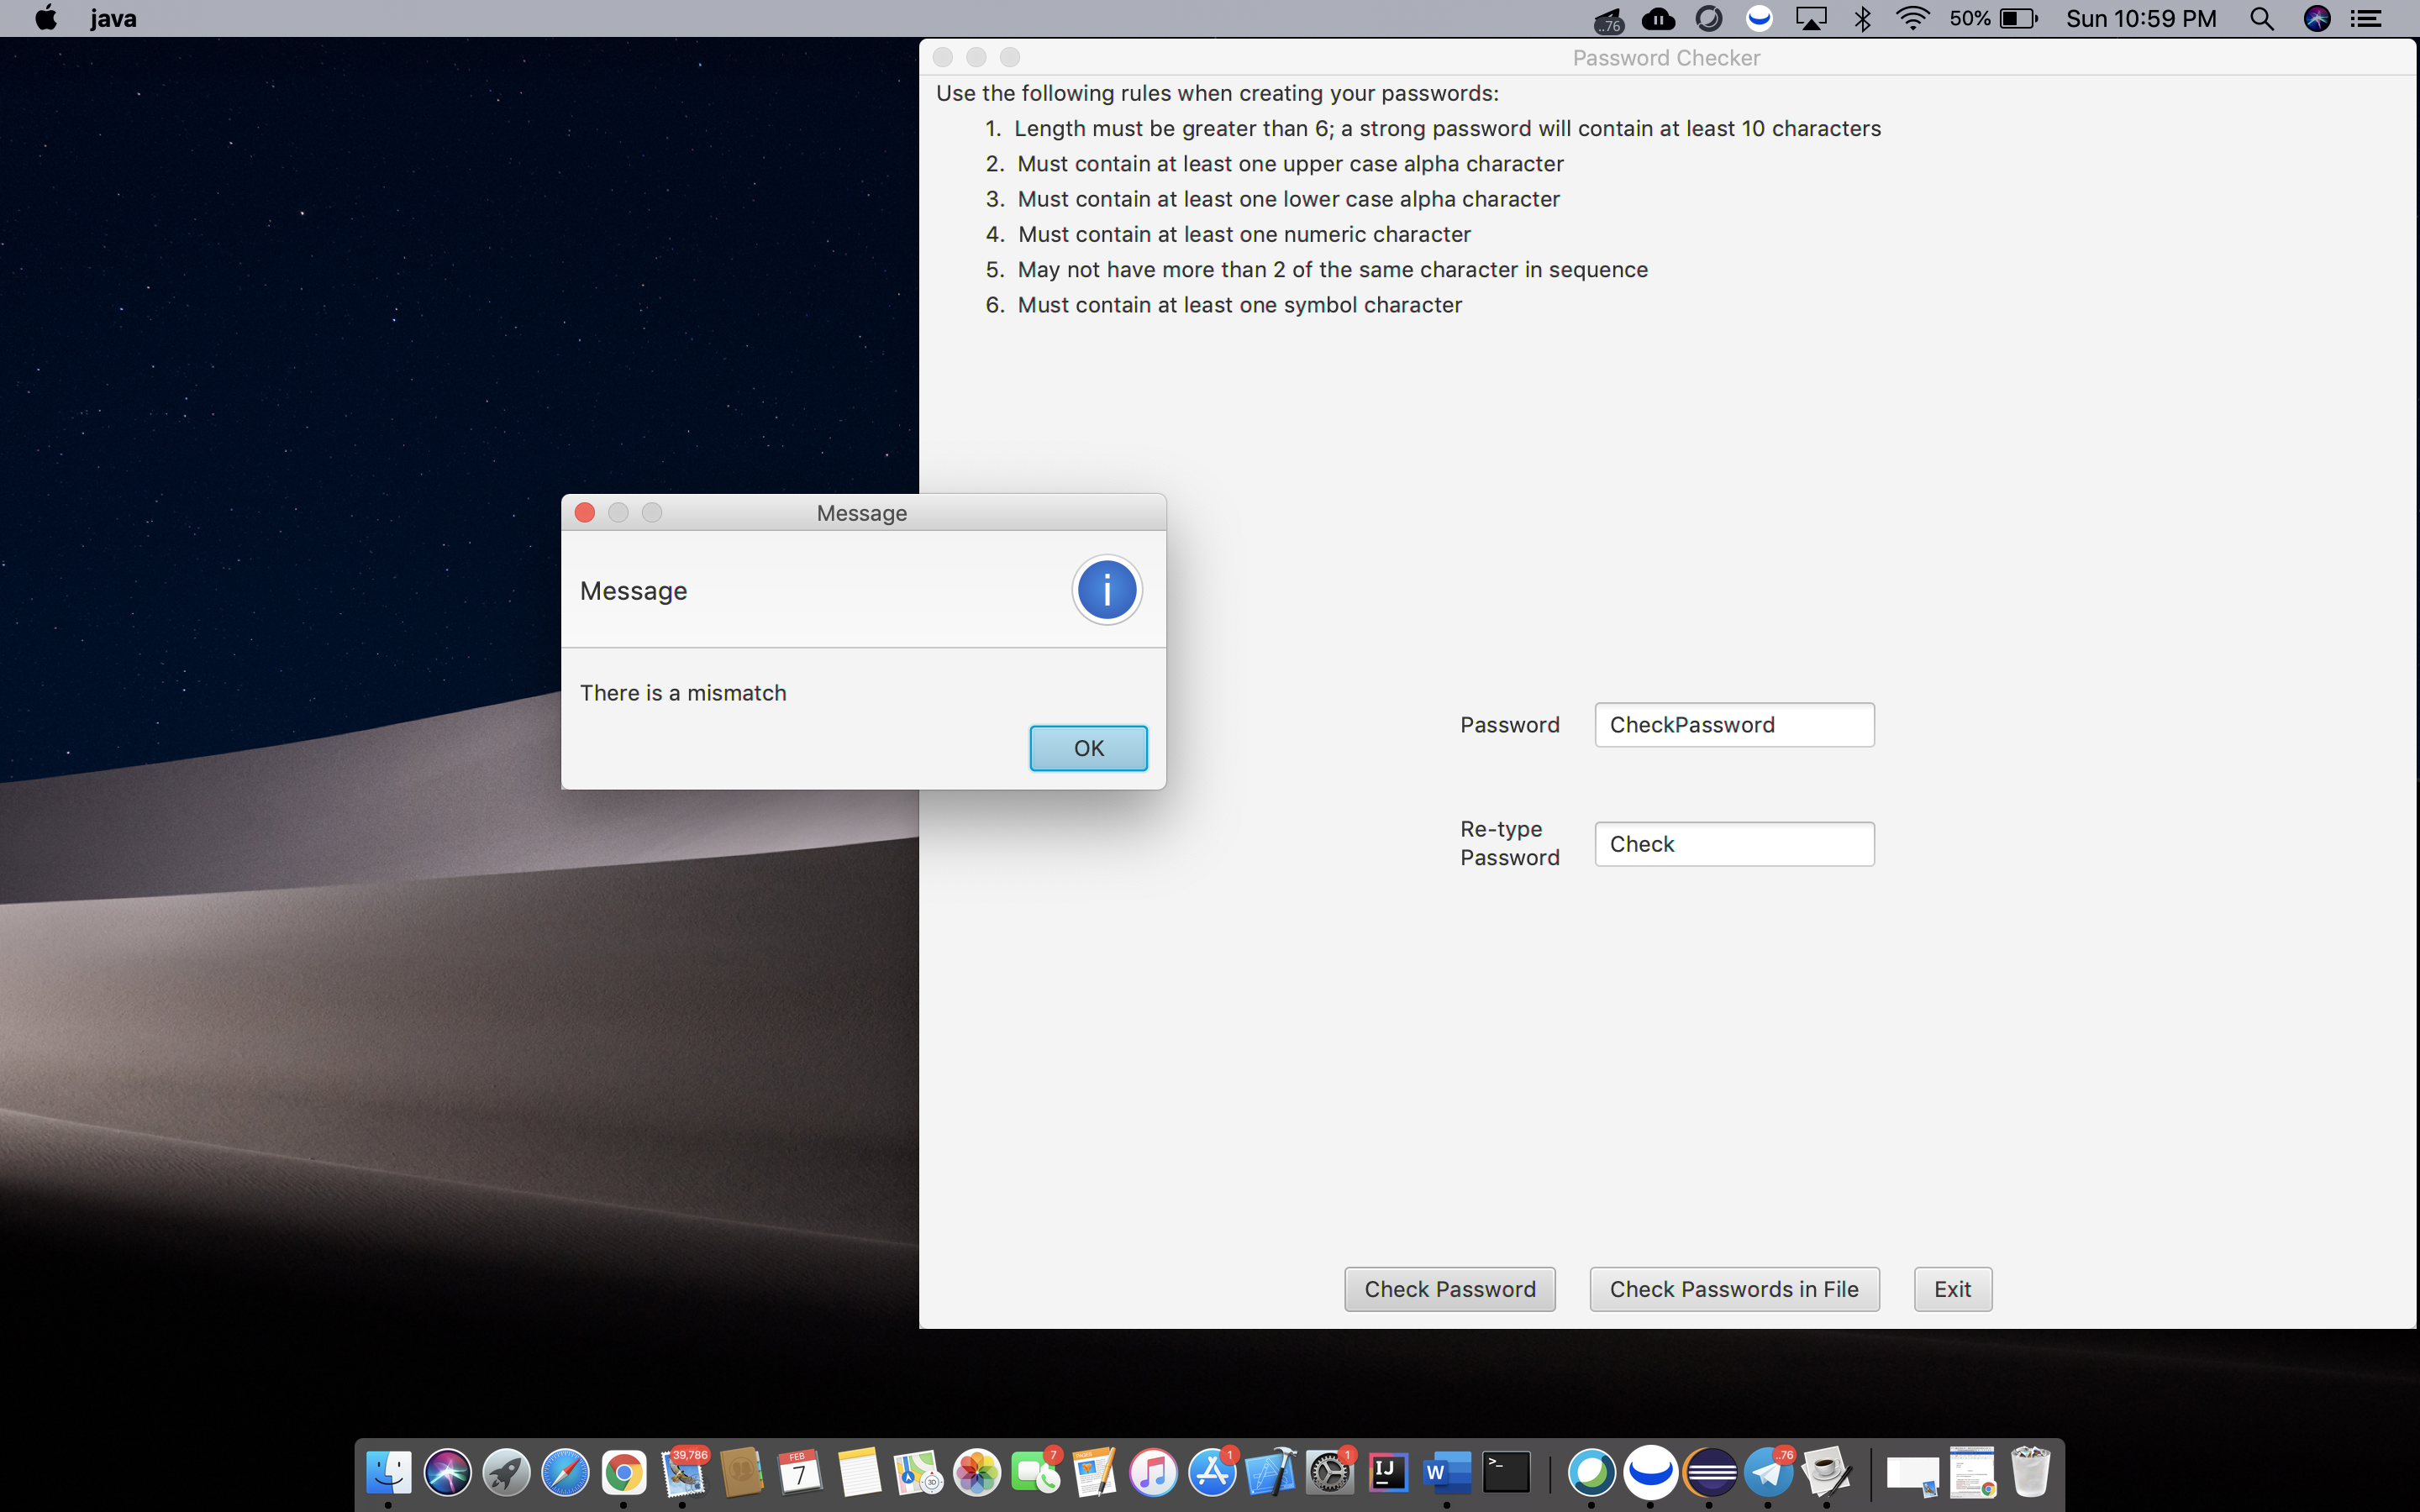 java
..76
50%
Sun 10:59 PM
Password Checker
Use the following rules when creating your passwords:
1. Length must be greater than 6; a strong password will contain at least 10 characters
2. Must contain at least one upper case alpha character
3. Must contain at least one lower case alpha character
4. Must contain at least one numeric character
5. May not have more than 2 of the same character in sequence
6. Must contain at least one symbol character
Message
Message
There is a mismatch
OK
Password
CheckPassword
Re-type
Password
Check
Check Password
Check Passwords in File
Exit
39,786
FEB
7
3D
7
PAGES
1
1
IJ
W
>_
..76